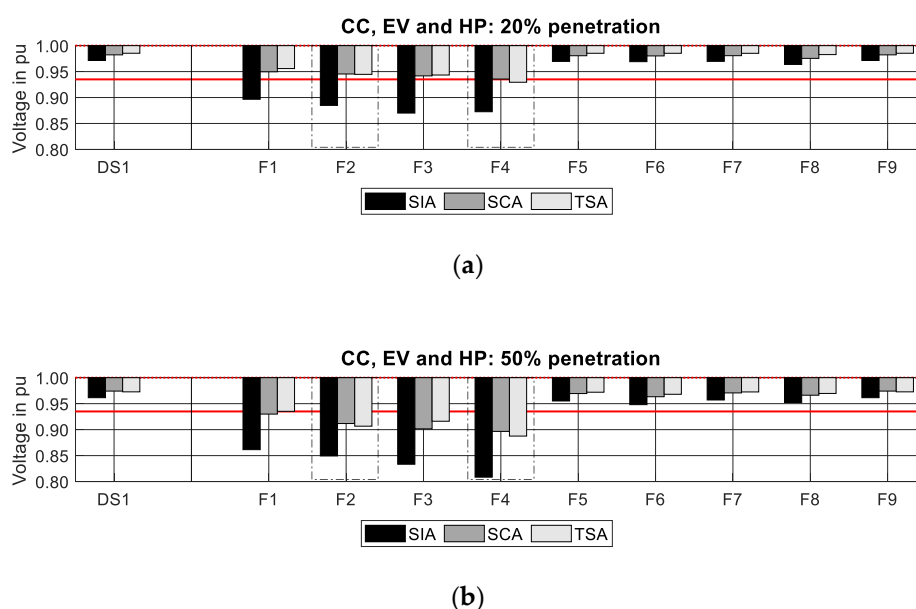 CC, EV and HP: 20% penetration
Voltage in pu
1.00
0.95
0.90
0.85
0.80
DS1 F1 F2 F3 F4 F5 F6 F7 F8 F9
SIA SCA TSA
(a)
CC, EV and HP: 50% penetration
Voltage in pu
1.00
0.95
0.90
0.85
0.80
DS1 F1 F2 F3 F4 F5 F6 F7 F8 F9
SIA SCA TSA
(b)